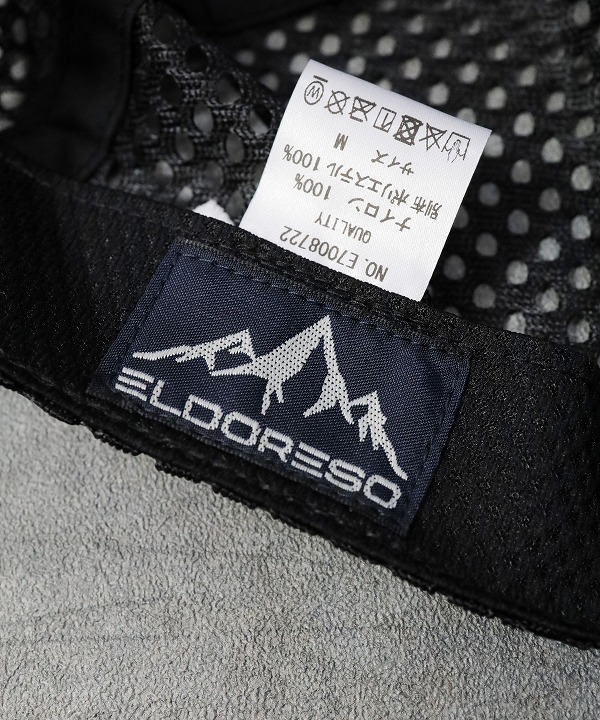 NO. E7008722
QUALITY
ナイロン 100%
別布 ポリエステル 100%
サイズ M
ELDORESO